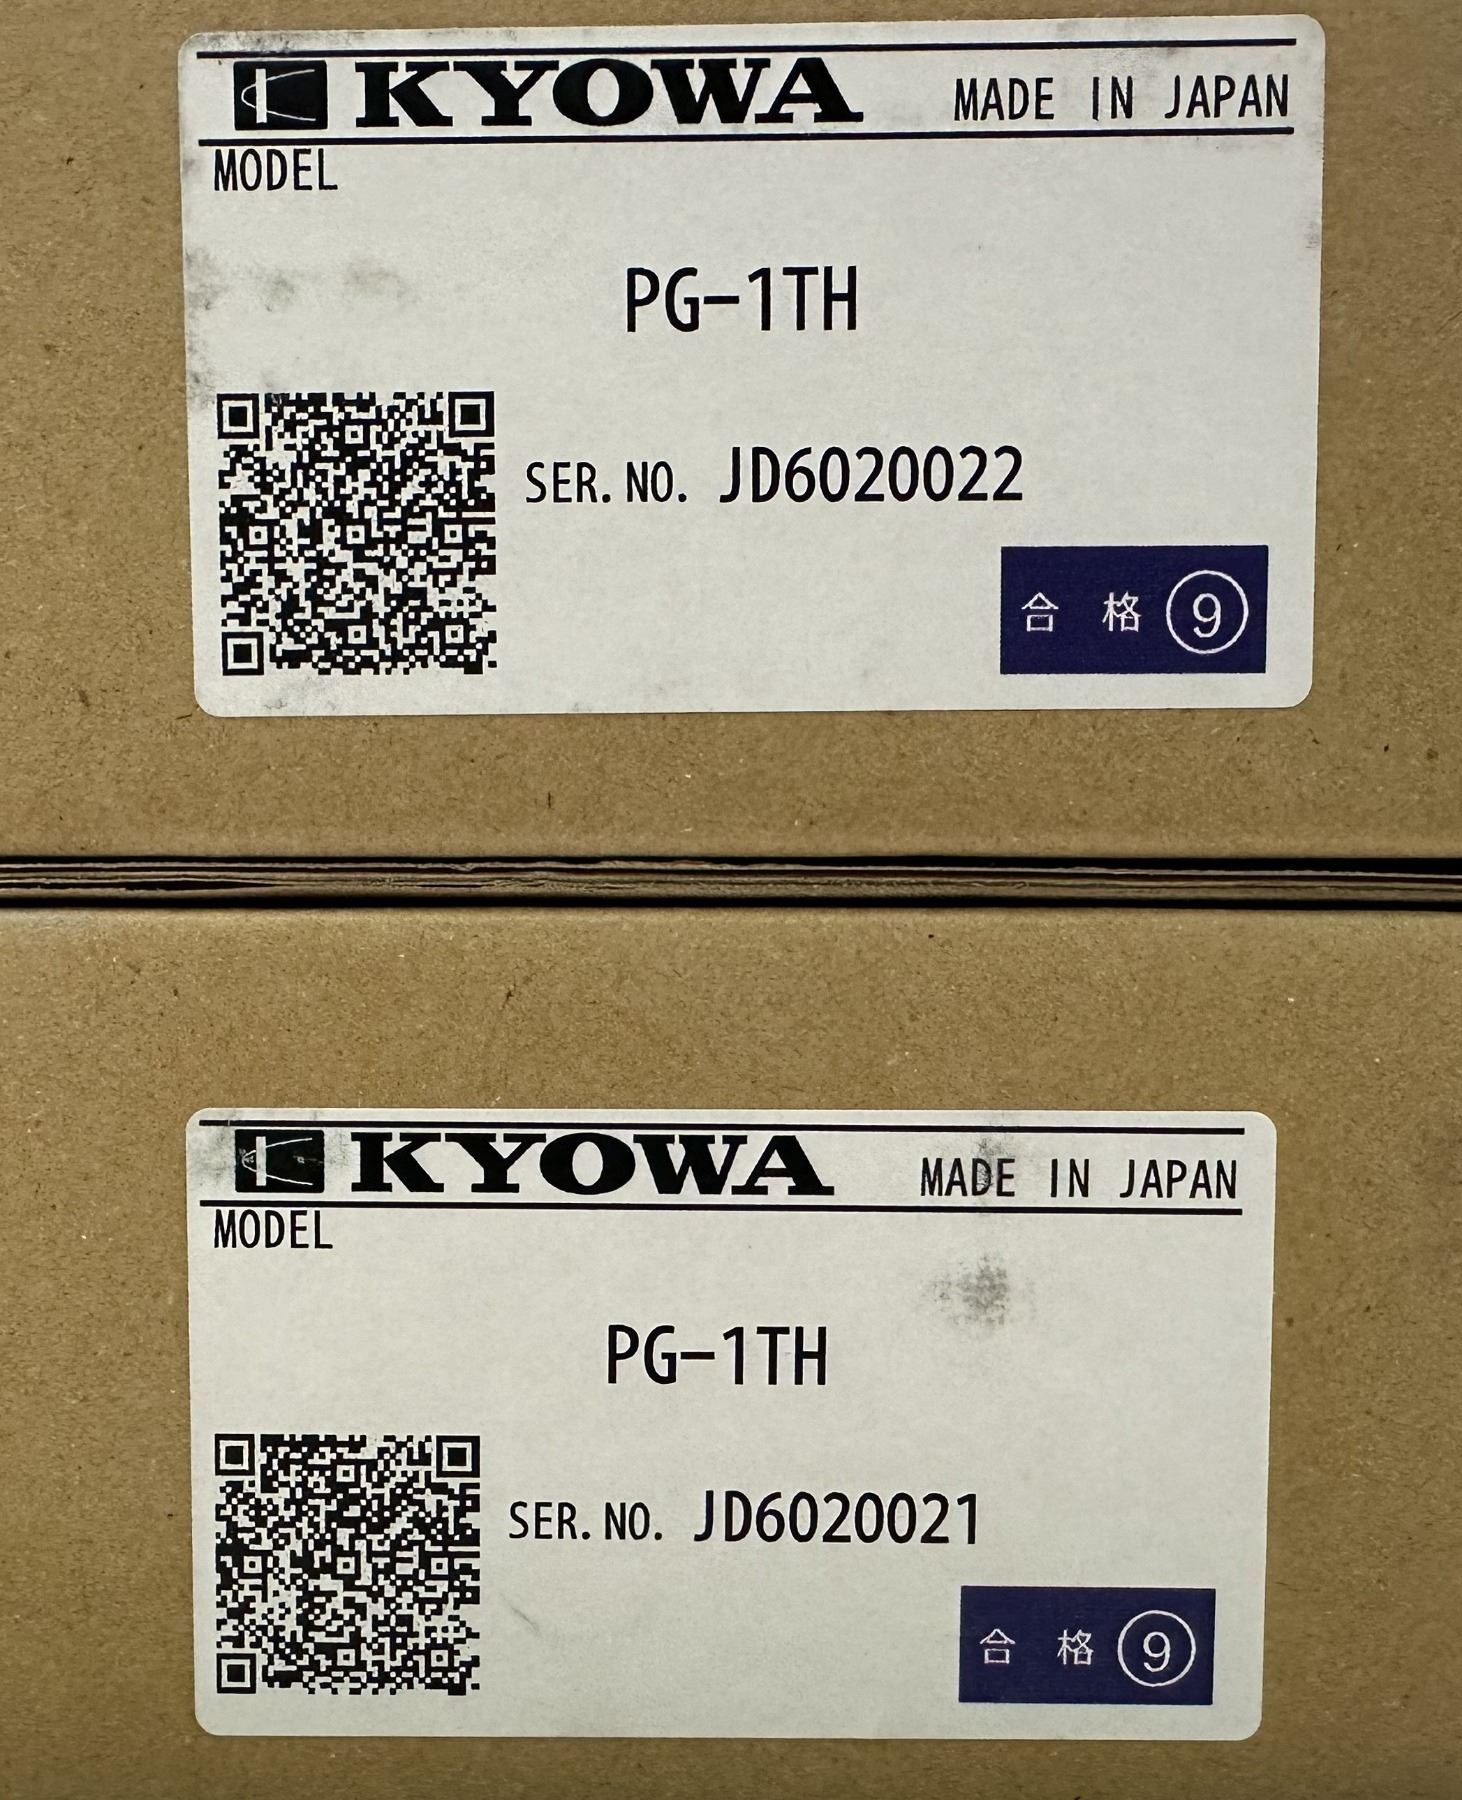 KYOWA MADE IN JAPAN
MODEL
PG-1TH
SER. NO. JD6020022
合格 9
KYOWA MADE IN JAPAN
MODEL
PG-1TH
SER. NO. JD6020021
合格 9